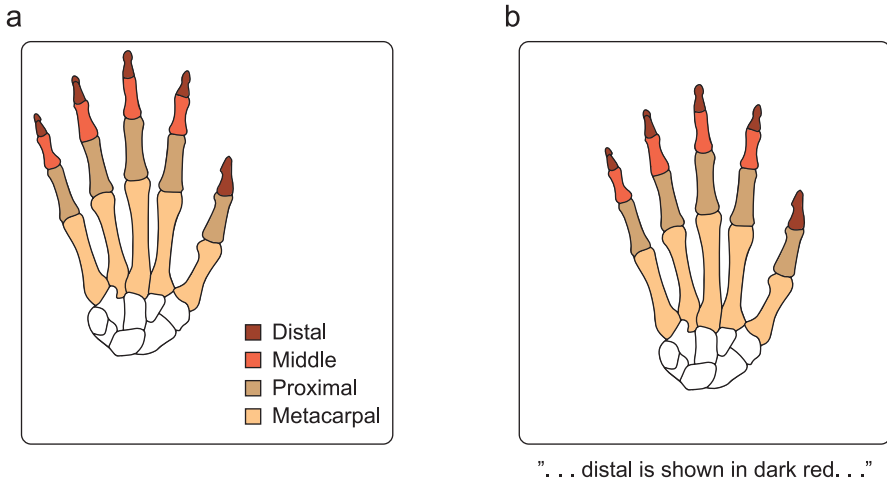 a
b
Distal
Middle
Proximal
Metacarpal
”. . . distal is shown in dark red. . .”